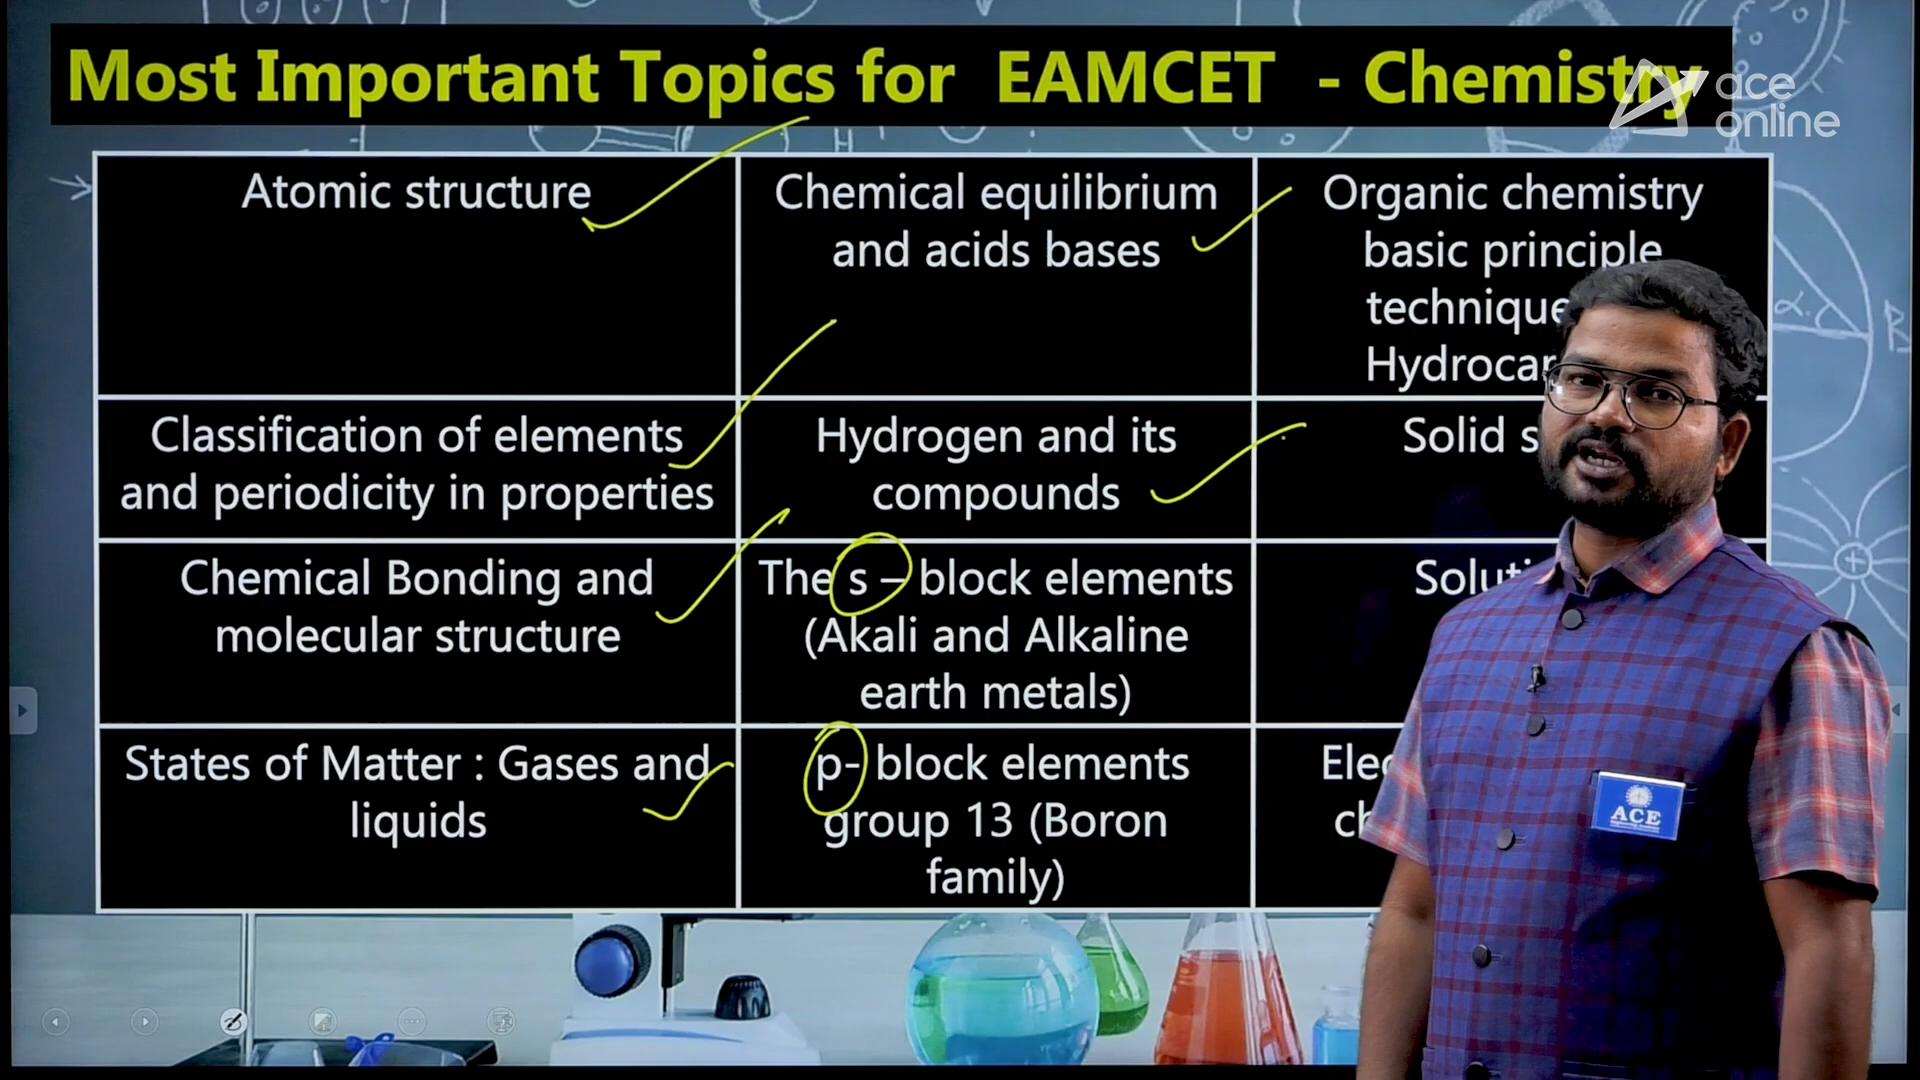 Most Important Topics for EAMCET - Chemistry
ace
online
Atomic structure
Chemical equilibrium
and acids bases
Organic chemistry
basic principle
Classification of elements
and periodicity in properties
Hydrogen and its
compounds
Solid
Chemical Bonding and
molecular structure
The s – block elements
(Akali and Alkaline
earth metals)
States of Matter : Gases and
liquids
p- block elements
group 13 (Boron
family)
ACE
B